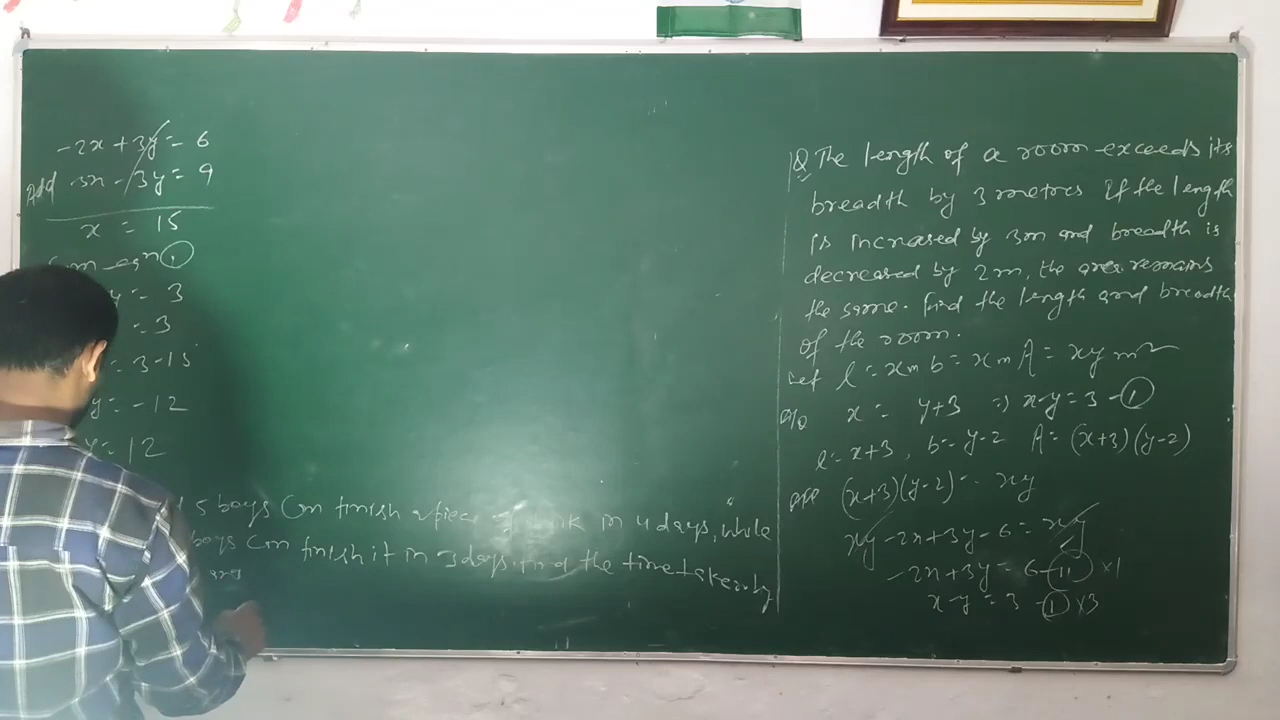 -2x + 3y = 6
Add 3x - 3y = 9
x = 15
eqn (1)
y = 3
= 3
= 3-15
y = -12
y = 12
5 boys Can finish a piece of work in 4 days, while
boys Can finish it in 3 days. find the time taken by
Q The length of a room exceeds its
breadth by 3 metres If the length
is increased by 3m and breadth is
decreased by 2m, the area remains
the same. find the length and breadth
of the room.
Let l = xm b = xm A = xy m²
x = y+3 => x-y = 3 - (1)
l = x+3, b = y-2 A = (x+3)(y-2)
(x+3)(y-2) = xy
xy - 2x + 3y - 6 = xy
-2x + 3y = 6 - (11) x1
x - y = 3 - (1) x3